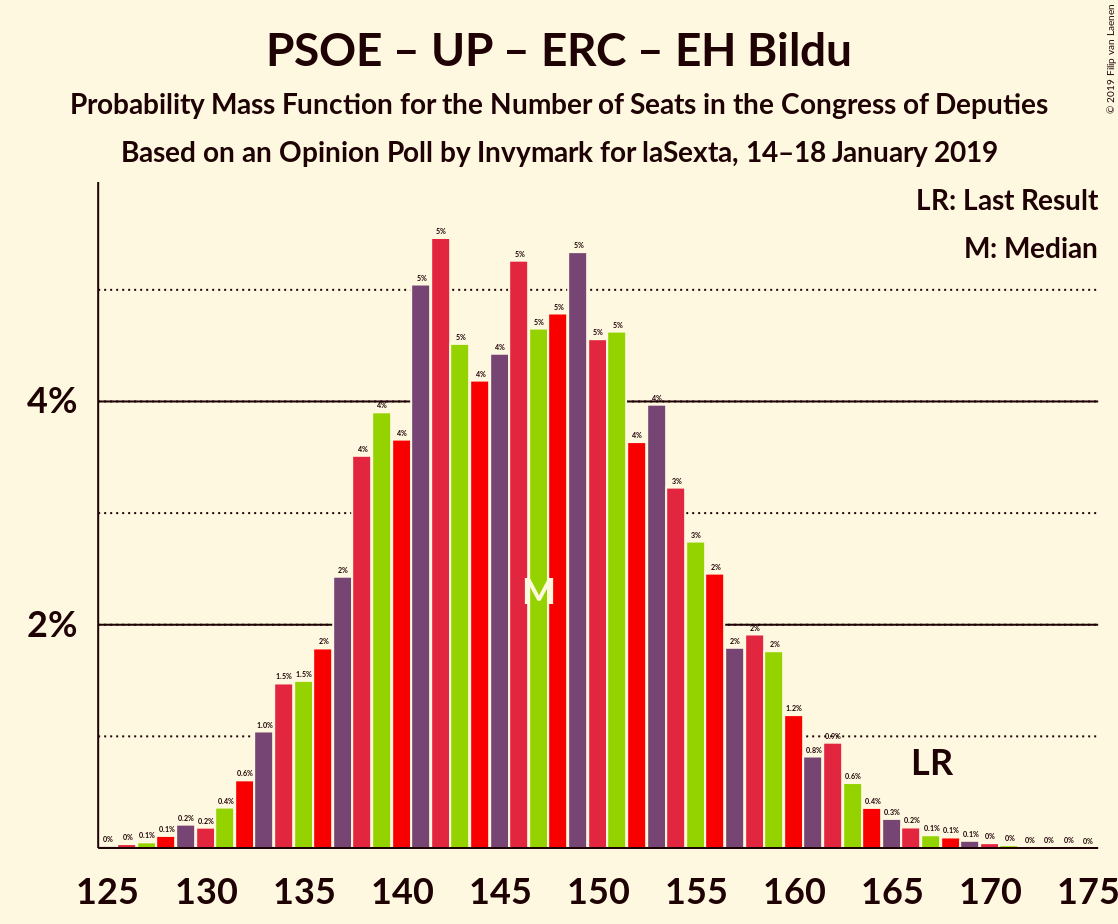 PSOE – UP – ERC – EH Bildu
Probability Mass Function for the Number of Seats in the Congress of Deputies
Based on an Opinion Poll by Invymark for laSexta, 14–18 January 2019
© 2019 Filip van Laenen
LR: Last Result
M: Median
4%
2%
0% 0% 0.1% 0.1% 0.2% 0.2% 0.4% 0.6% 1.0% 1.5% 1.5% 2% 2% 4% 4% 4% 5% 5% 5% 4% 4% 5% 5% 5% 5% 5% 5% 4% 4% 3% 3% 2% 2% 2% 2% 1.2% 0.8% 0.9% 0.6% 0.4% 0.3% 0.2% 0.1% 0.1% 0.1% 0% 0% 0% 0% 0% 0%
M
LR
125 130 135 140 145 150 155 160 165 170 175